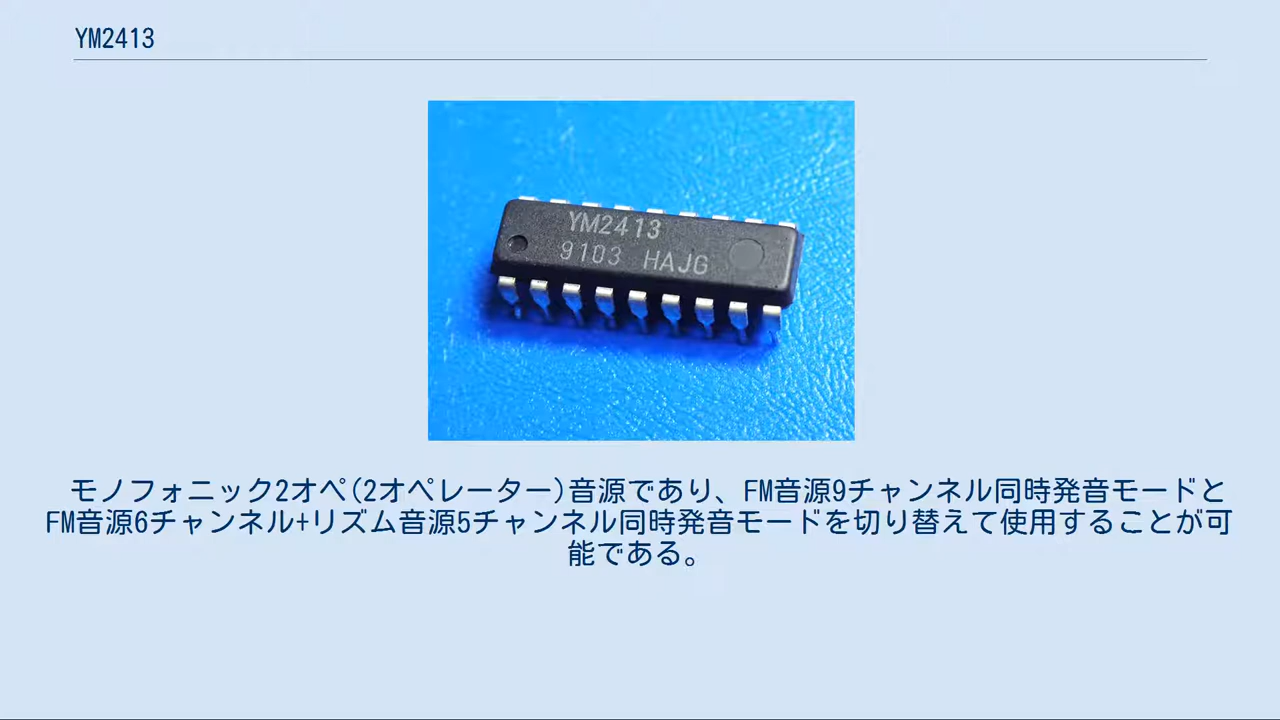 YM2413
YM2413
9103 HAJG
モノフォニック2オペ(2オペレーター)音源であり、FM音源9チャンネル同時発音モードと
FM音源6チャンネル+リズム音源5チャンネル同時発音モードを切り替えて使用することが可
能である。